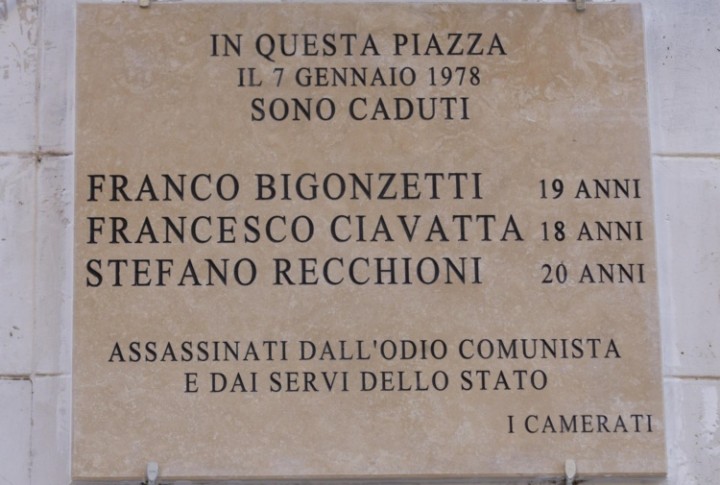 IN QUESTA PIAZZA
IL 7 GENNAIO 1978
SONO CADUTI
FRANCO BIGONZETTI 19 ANNI
FRANCESCO CIAVATTA 18 ANNI
STEFANO RECCHIONI 20 ANNI
ASSASSINATI DALL'ODIO COMUNISTA
E DAI SERVI DELLO STATO
I CAMERATI